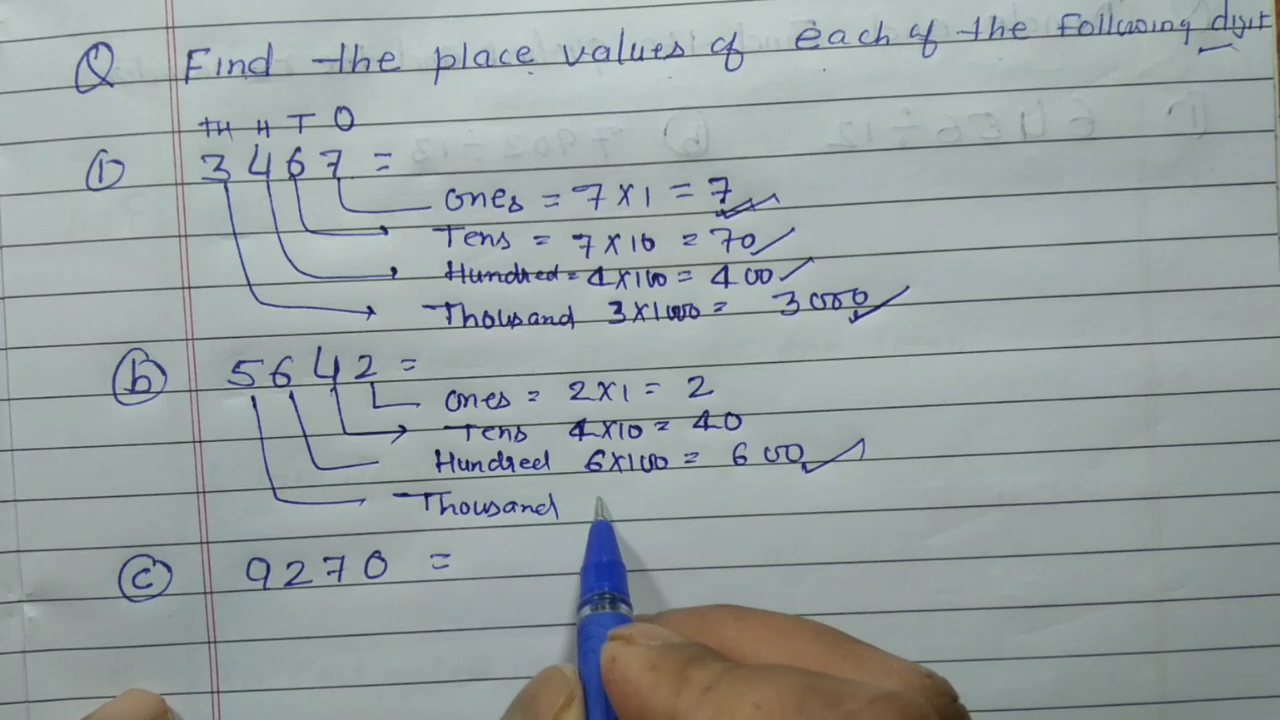 Q Find the place values of each of the following digit
TH H T O
① 3467 =
ones = 7×1 = 7
Tens = 7×10 = 70
Hundred = 4×100 = 400
Thousand 3×1000 = 3000
ⓑ 5642 =
ones = 2×1 = 2
Tens 4×10 = 40
Hundred 6×100 = 600
Thousand
ⓒ 9270 =